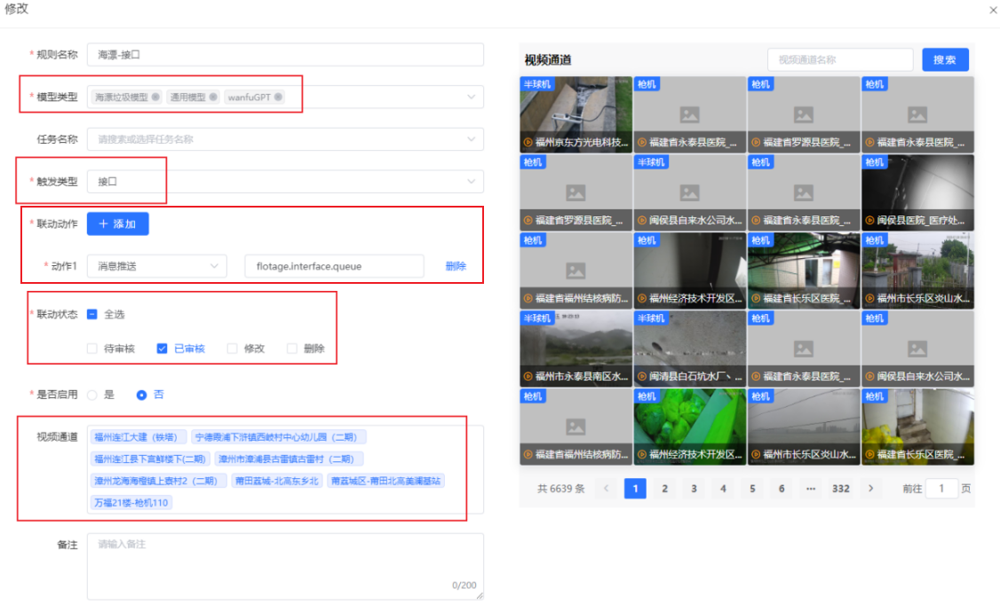 修改
* 规则名称 海漂-接口
* 模型类型 海漂垃圾模型 通用模型 wanfuGPT
任务名称 请搜索或选择任务名称
* 触发类型 接口
* 联动动作 + 添加
* 动作1 消息推送 flotage.interface.queue 删除
* 联动状态 全选
待审核 已审核 修改 删除
* 是否启用 是 否
视频通道 福州连江大建（铁塔） 宁德霞浦下浒镇西岐村中心幼儿园（二期）
福州连江县下宫鲜楼下(二期) 漳州市漳浦县古雷镇古雷村（二期）
漳州龙海海橙镇上寮村2（二期） 莆田荔城-北高东乡北 莆荔城区-莆田北高美澜基站
万福21楼-枪机110
备注 请输入备注
0/200
视频通道 视频通道名称 搜索
半球机 枪机 枪机 枪机
福州京东方光电科技... 福建省永泰县医院_... 福建省罗源县医院_... 福建省永泰县医院_...
枪机 半球机 枪机 枪机
福建省罗源县医院_... 闽侯县自来水公司水... 福建省永泰县医院_... 闽侯县医院_医疗处...
枪机 枪机 枪机 枪机
福建省福州结核病防... 福州经济技术开发区... 福建省长乐区医院_... 福州市长乐区炎山水...
半球机 半球机 枪机 枪机
福州市永泰县南区水... 闽清县白石坑水厂、... 福建省永泰县医院_... 闽侯县自来水公司水...
枪机 枪机 枪机 枪机
福建省福州结核病防... 福州经济技术开发区... 福州市长乐区炎山水... 福建省长乐区医院_...
共 6639 条 1 2 3 4 5 6 ... 332 前往 1 页